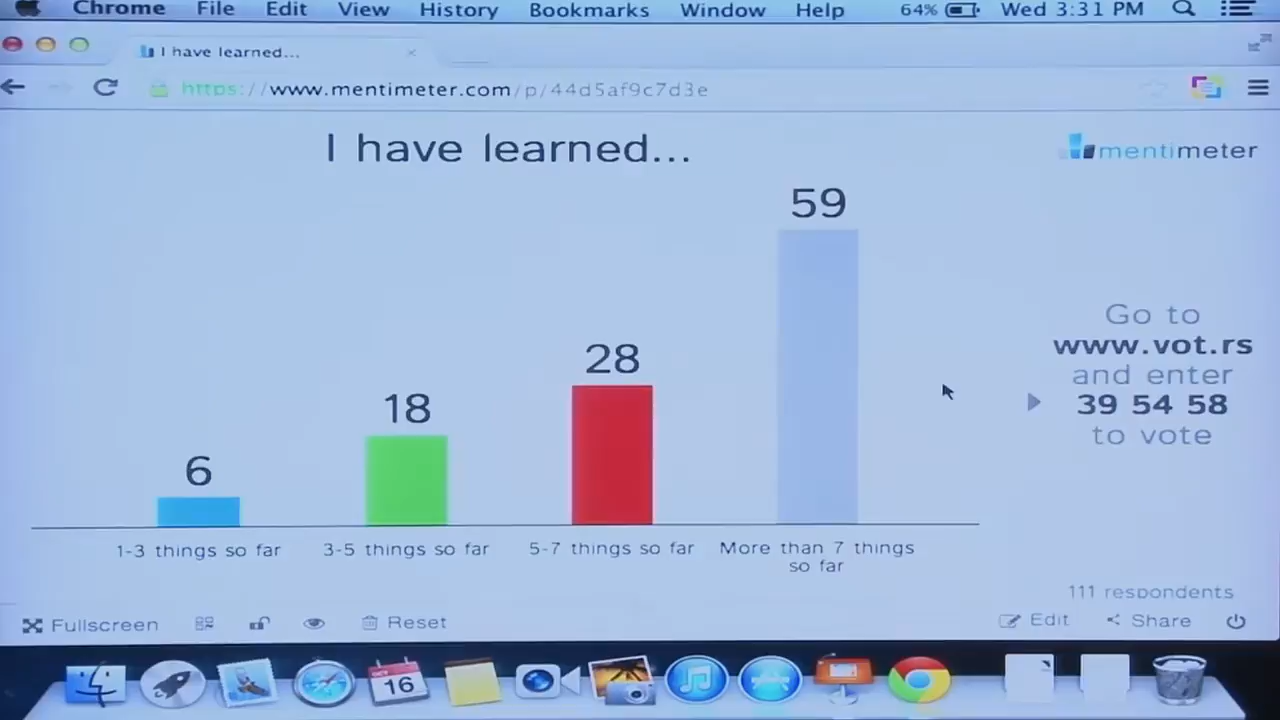 Chrome File Edit View History Bookmarks Window Help 64% Wed 3:31 PM
I have learned...
https://www.mentimeter.com/p/44d5af9c7d3e
I have learned...
mentimeter
59
28
18
6
Go to
www.vot.rs
and enter
39 54 58
to vote
1-3 things so far 3-5 things so far 5-7 things so far More than 7 things
so far
111 respondents
Fullscreen Reset Edit Share
OCT
16